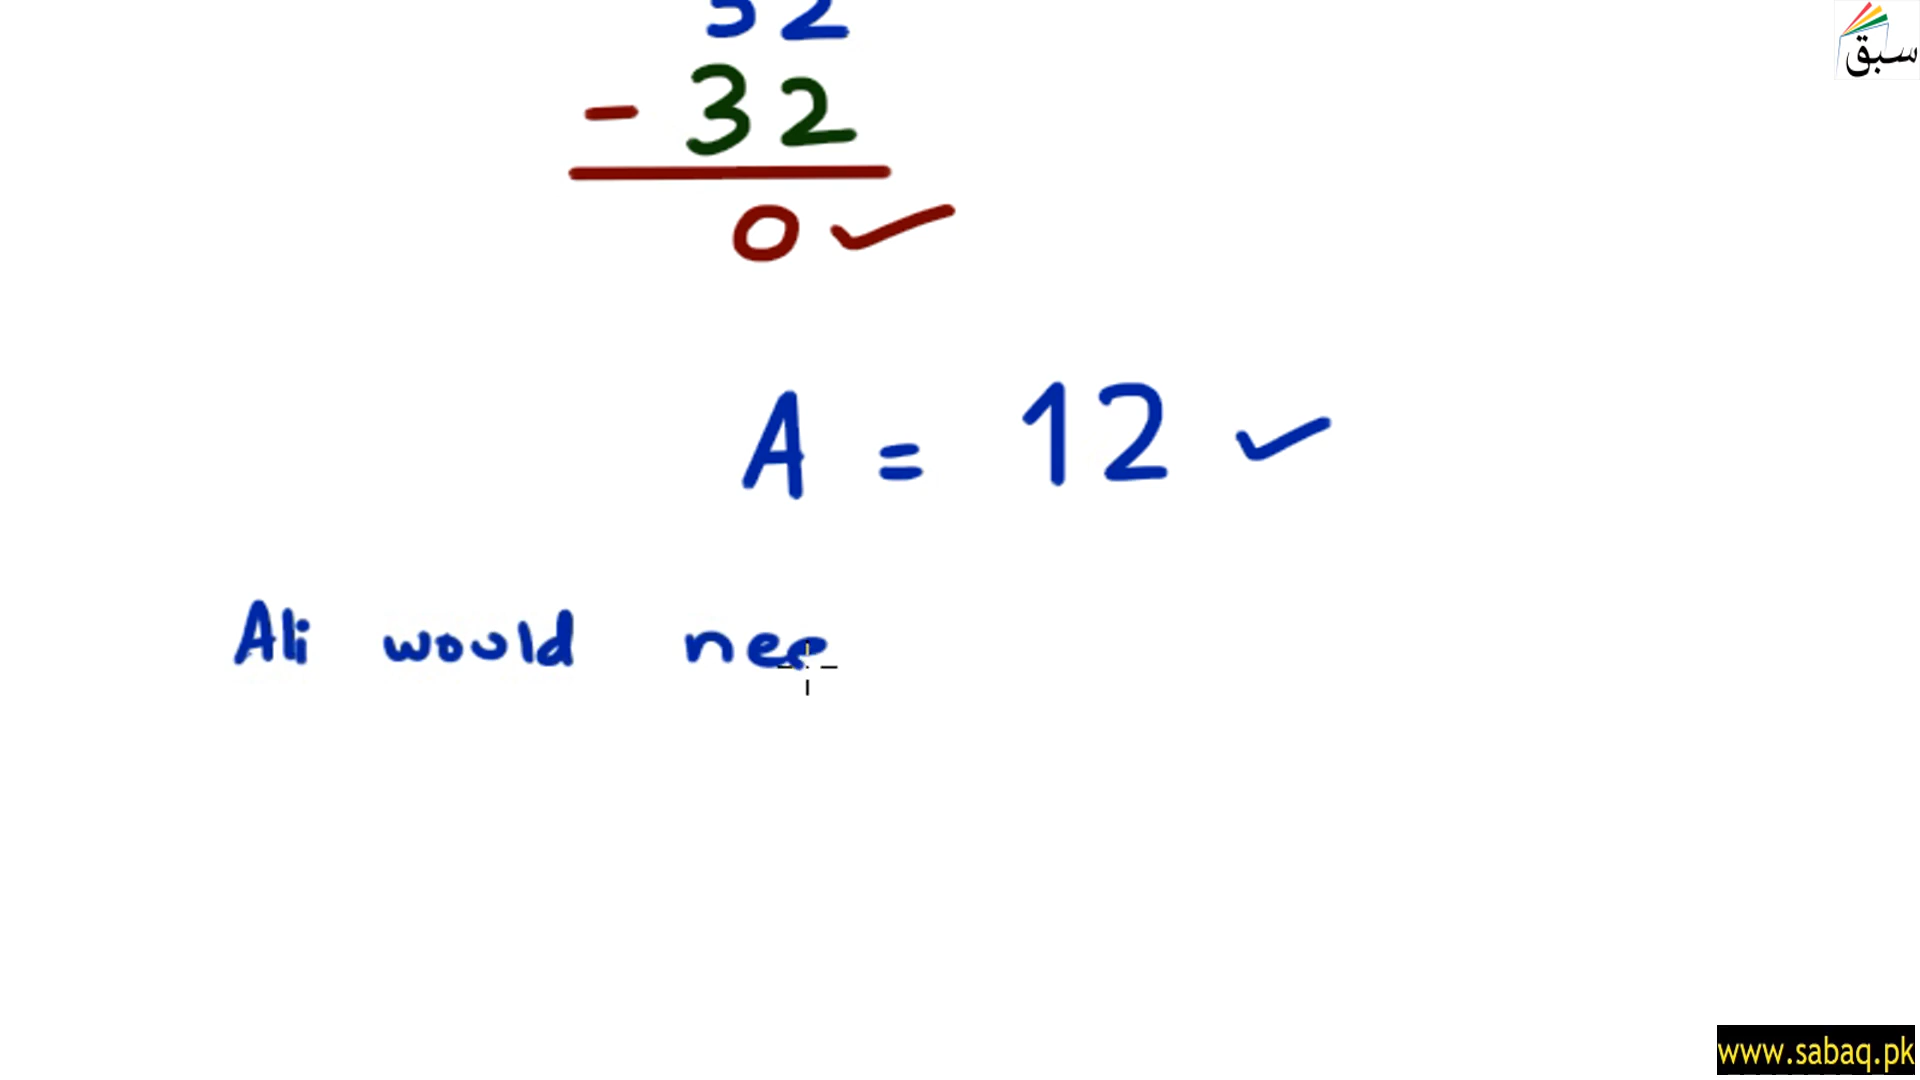 سبق
32
- 32
0
A = 12
Ali would nee
www.sabaq.pk